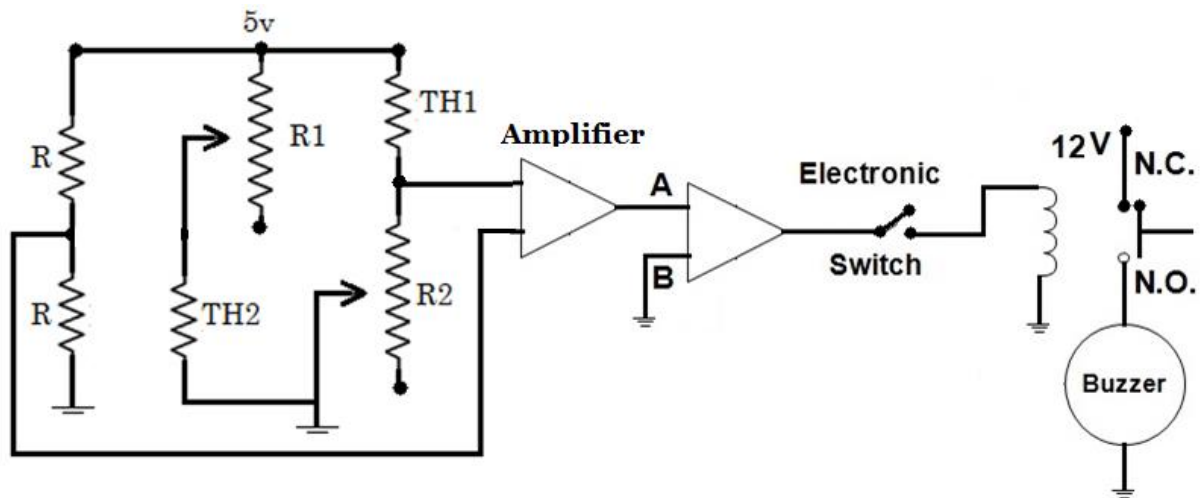 5v
R
R1
TH1
R
TH2
R2
Amplifier
A
B
Electronic
Switch
12V
N.C.
N.O.
Buzzer